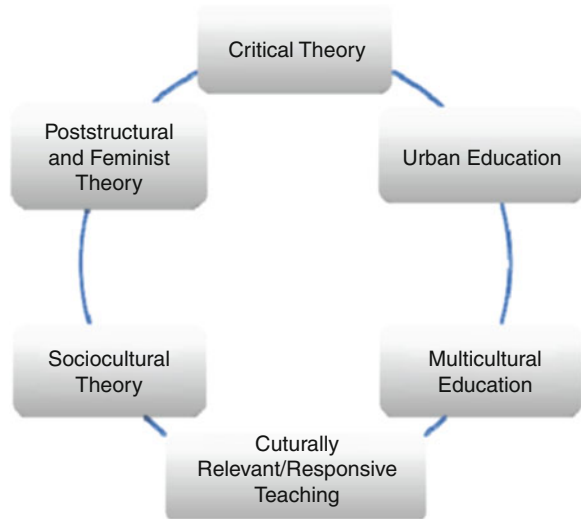 Critical Theory
Urban Education
Multicultural
Education
Cuturally
Relevant/Responsive
Teaching
Sociocultural
Theory
Poststructural
and Feminist
Theory